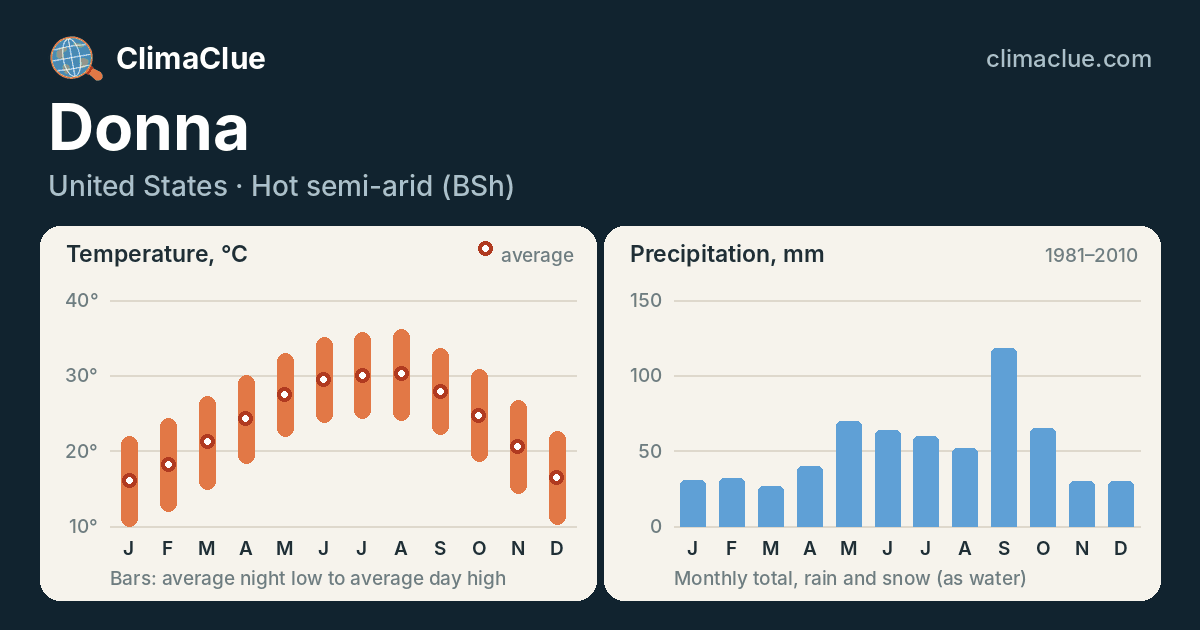 ClimaClue
climaclue.com
Donna
United States · Hot semi-arid (BSh)
Temperature, °C
average
40°
30°
20°
10°
J F M A M J J A S O N D
Bars: average night low to average day high
Precipitation, mm
1981–2010
150
100
50
0
J F M A M J J A S O N D
Monthly total, rain and snow (as water)